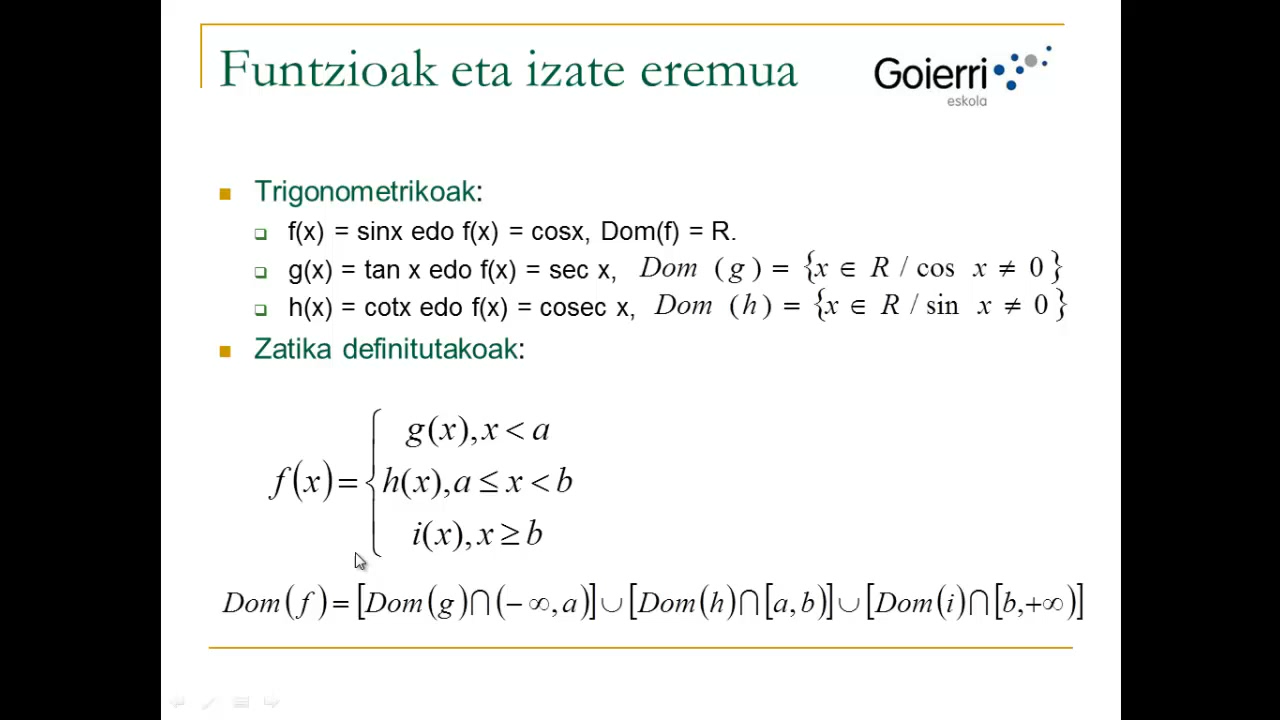 Funtzioak eta izate eremua
Goierri
eskola
Trigonometrikoak:
f(x) = sinx edo f(x) = cosx, Dom(f) = R.
g(x) = tan x edo f(x) = sec x, Dom (g) = {x ∈ R / cos x ≠ 0}
h(x) = cotx edo f(x) = cosec x, Dom (h) = {x ∈ R / sin x ≠ 0}
Zatika definitutakoak:
g(x), x < a
f(x) = { h(x), a ≤ x < b
i(x), x ≥ b
Dom(f) = [Dom(g)∩(−∞, a)]∪[Dom(h)∩[a, b)]∪[Dom(i)∩[b,+∞)]